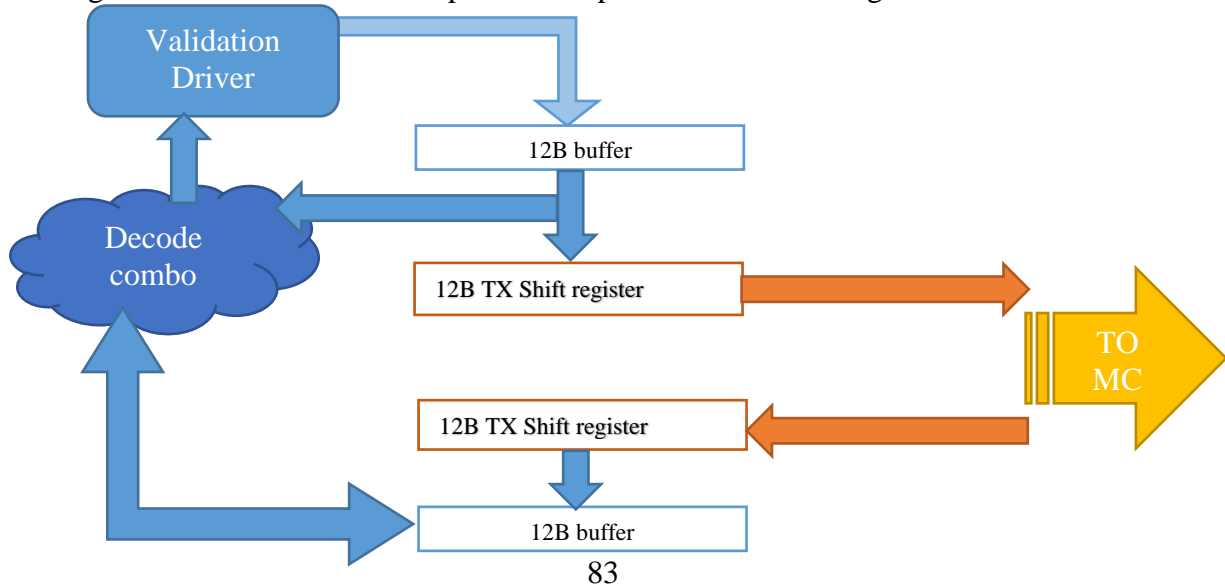 Validation
Driver
12B buffer
Decode
combo
12B TX Shift register
TO
MC
12B TX Shift register
12B buffer
83